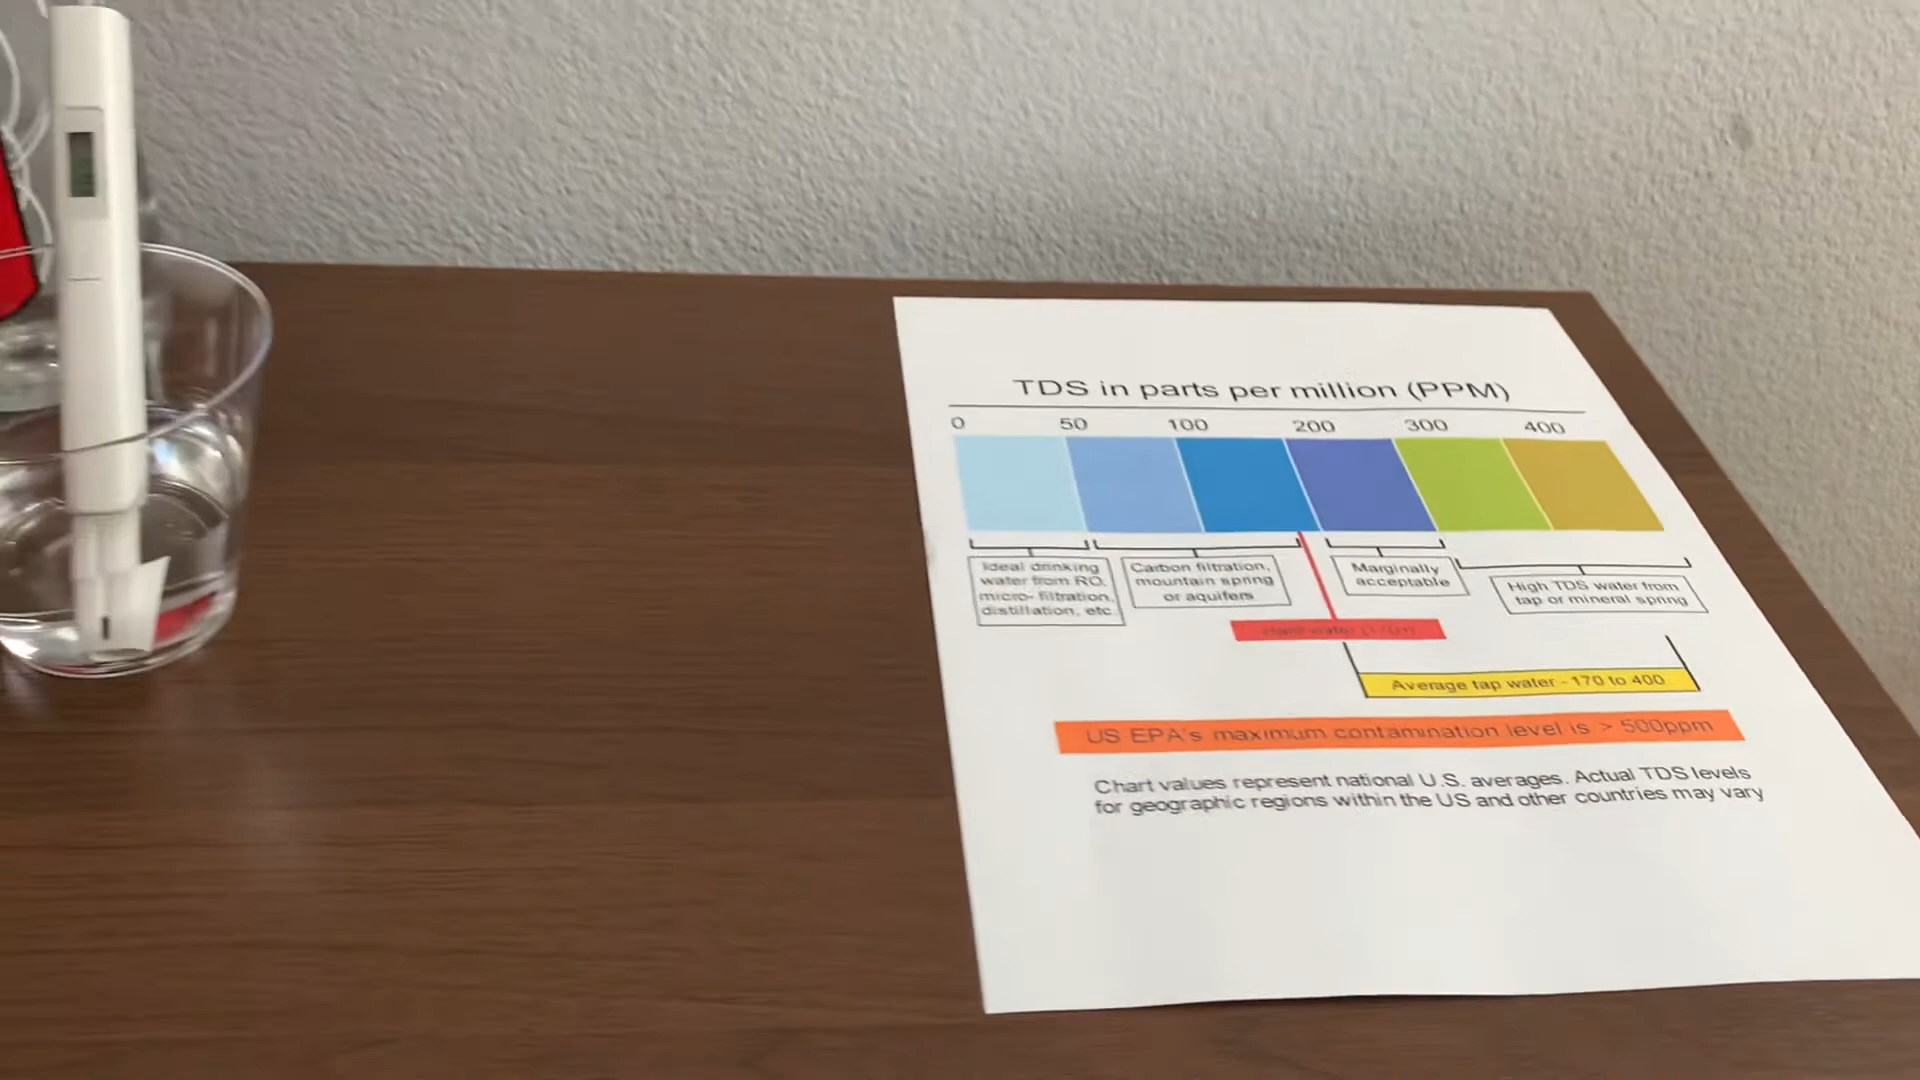 TDS in parts per million (PPM)
0 50 100 200 300 400
Ideal drinking
water from RO,
micro- filtration,
distillation, etc
Carbon filtration,
mountain spring
or aquifers
Marginally
acceptable
High TDS water from
tap or mineral spring
water
Average tap water - 170 to 400
US EPA's maximum contamination level is > 500ppm
Chart values represent national U.S. averages. Actual TDS levels
for geographic regions within the US and other countries may vary